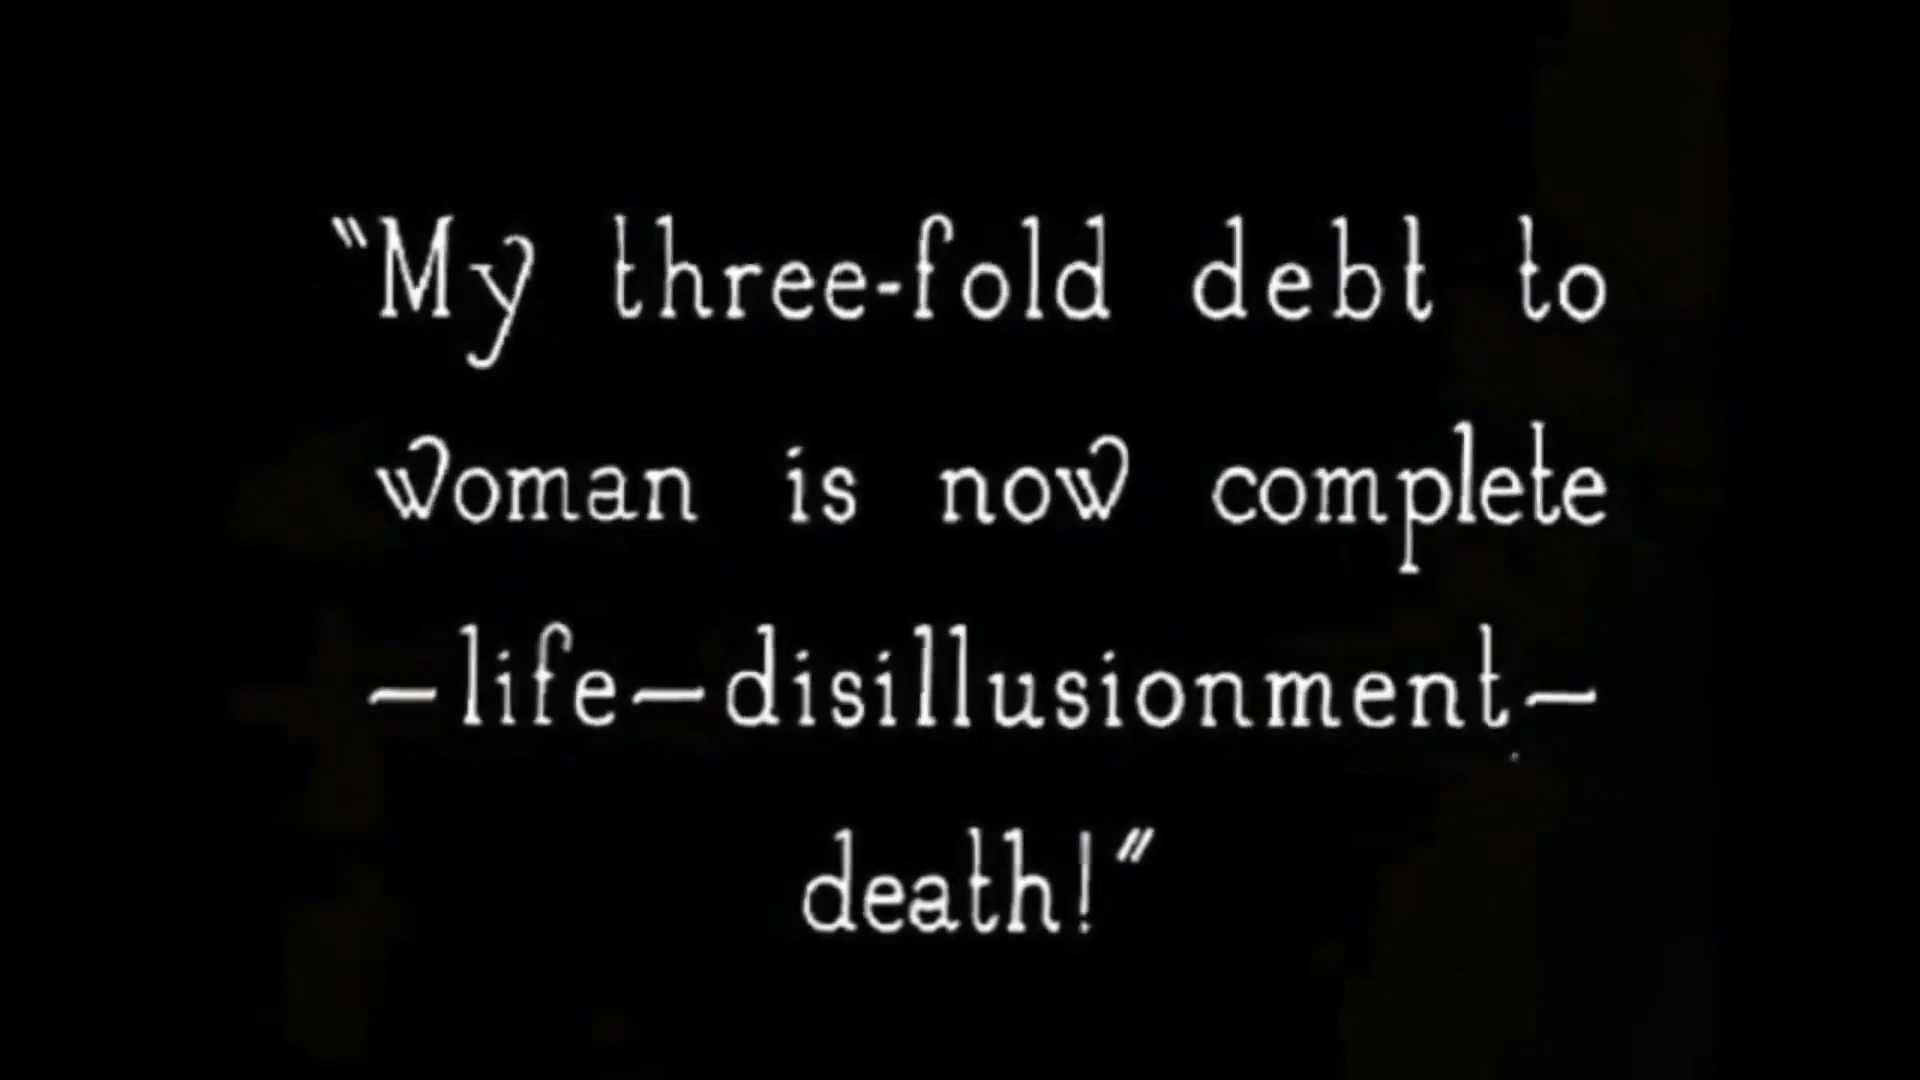 "My three-fold debt to
woman is now complete
—life—disillusionment—
death!"